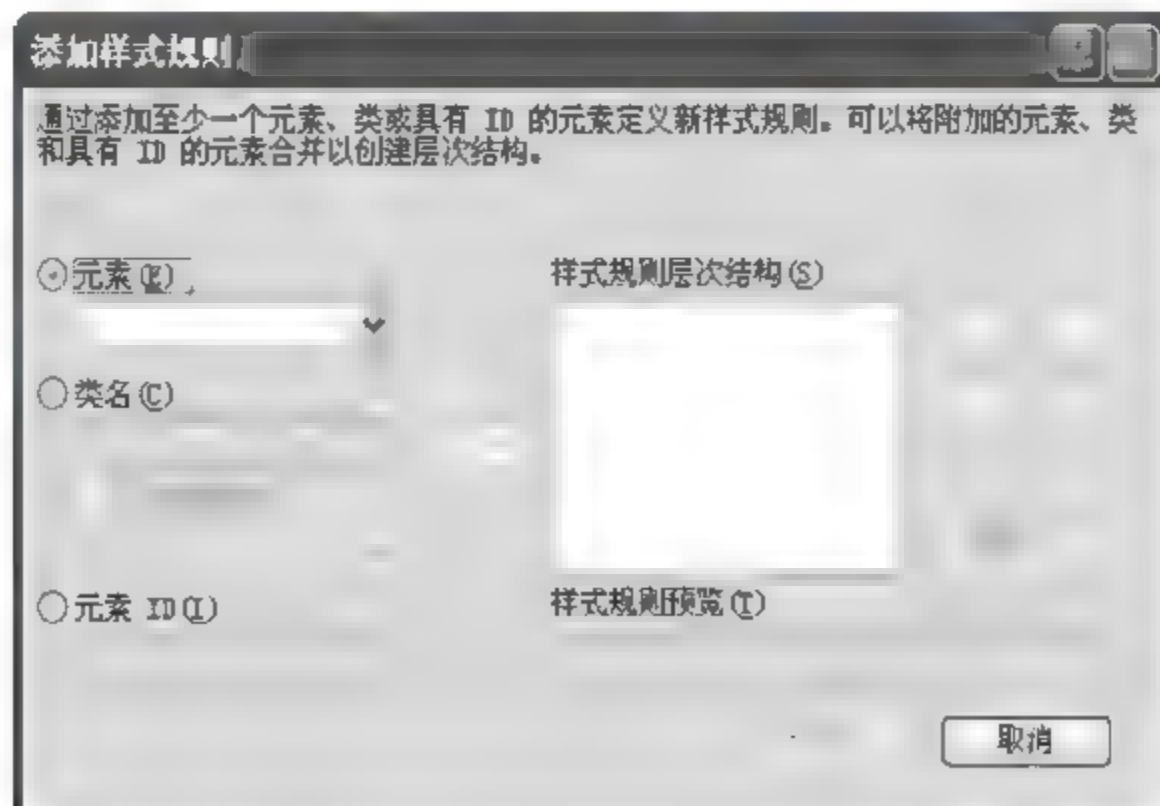 添加样式规则
通过添加至少一个元素、类或具有 ID 的元素定义新样式规则。可以将附加的元素、类
和具有 ID 的元素合并以创建层次结构。
元素(E)
样式规则层次结构(S)
类名(C)
元素 ID(I)
样式规则预览(T)
取消